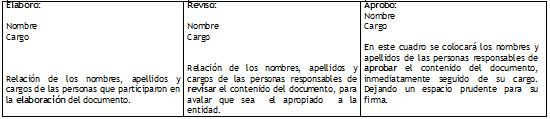 Elaboro:
Nombre
Cargo
Relación de los nombres, apellidos y
cargos de las personas que participaron en
la elaboración del documento.
Reviso:
Nombre
Cargo
Relación de los nombres, apellidos y
cargos de las personas responsables de
revisar el contenido del documento, para
avalar que sea el apropiado a la
entidad.
Aprobo:
Nombre
Cargo
En este cuadro se colocará los nombres y
apellidos de las personas responsables de
aprobar el contenido del documento,
inmediatamente seguido de su cargo.
Dejando un espacio prudente para su
firma.